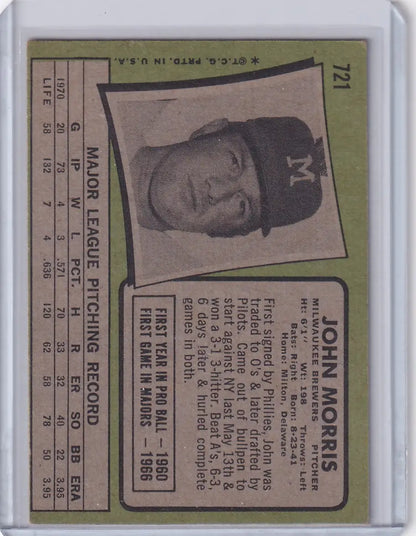 721
*©T.C.G. PRTD. IN U.S.A.
M
JOHN MORRIS
MILWAUKEE BREWERS PITCHER
Ht: 6'1" Wt: 198 Throws: Left
Bats: Right Born: 8-23-41
Home: Milton, Delaware
First signed by Phillies, John was
traded to O's & later drafted by
Pilots. Came out of bullpen to
start against NY last May 13th &
won a 3-1 3-hitter. Beat A's, 6-3,
6 days later & hurled complete
games in both.
FIRST YEAR IN PRO BALL — 1960
FIRST GAME IN MAJORS — 1966
MAJOR LEAGUE PITCHING RECORD
G IP W L PCT. H R ER SO BB ERA
1970 20 73 4 3 .571 70 33 32 40 22 3.95
LIFE 58 132 7 4 .636 120 62 58 78 50 3.95